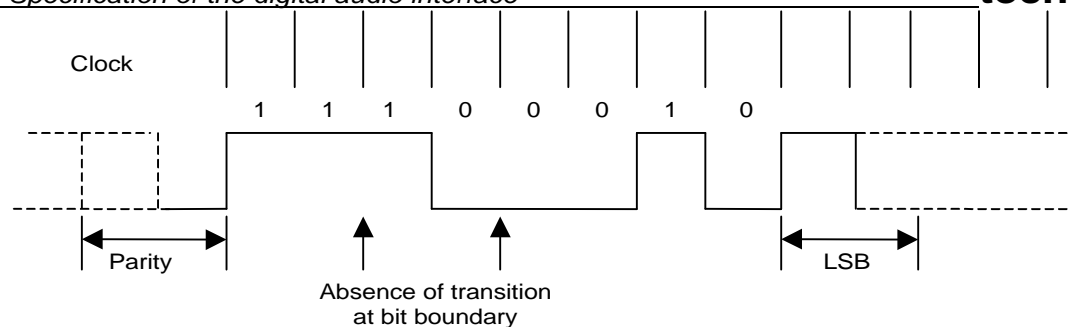 Specification of the digital audio interface
Clock
1 1 1 0 0 0 1 0
Parity
LSB
Absence of transition
at bit boundary